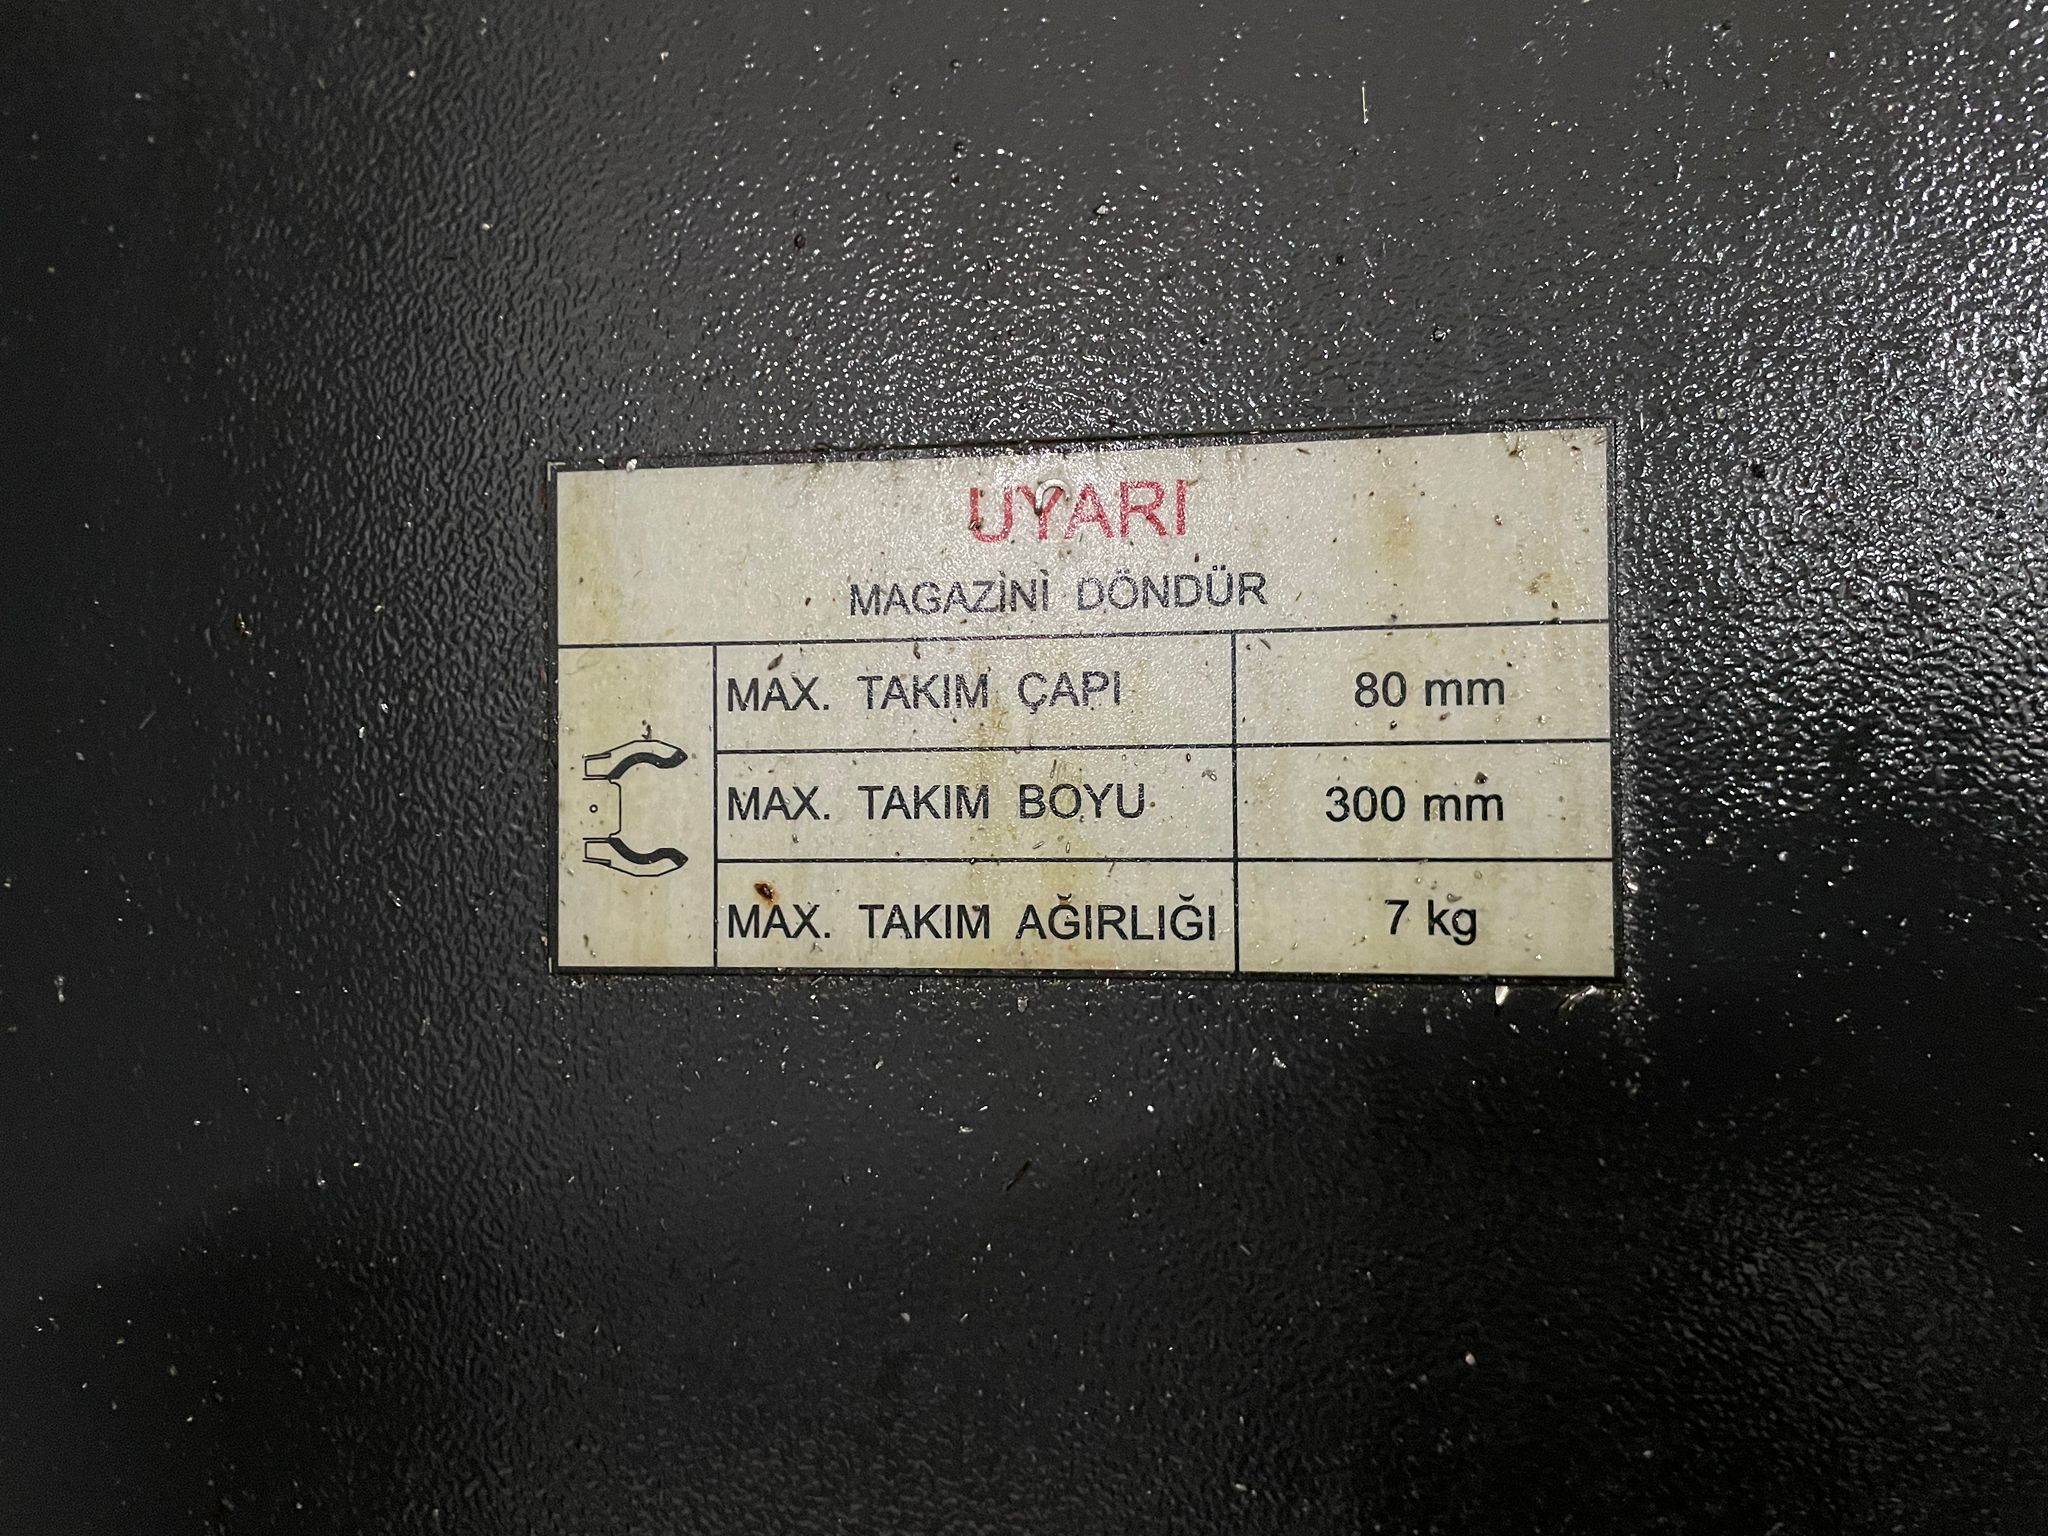 UYARI
MAGAZİNİ DÖNDÜR
MAX. TAKIM ÇAPI 80 mm
MAX. TAKIM BOYU 300 mm
MAX. TAKIM AĞIRLIĞI 7 kg